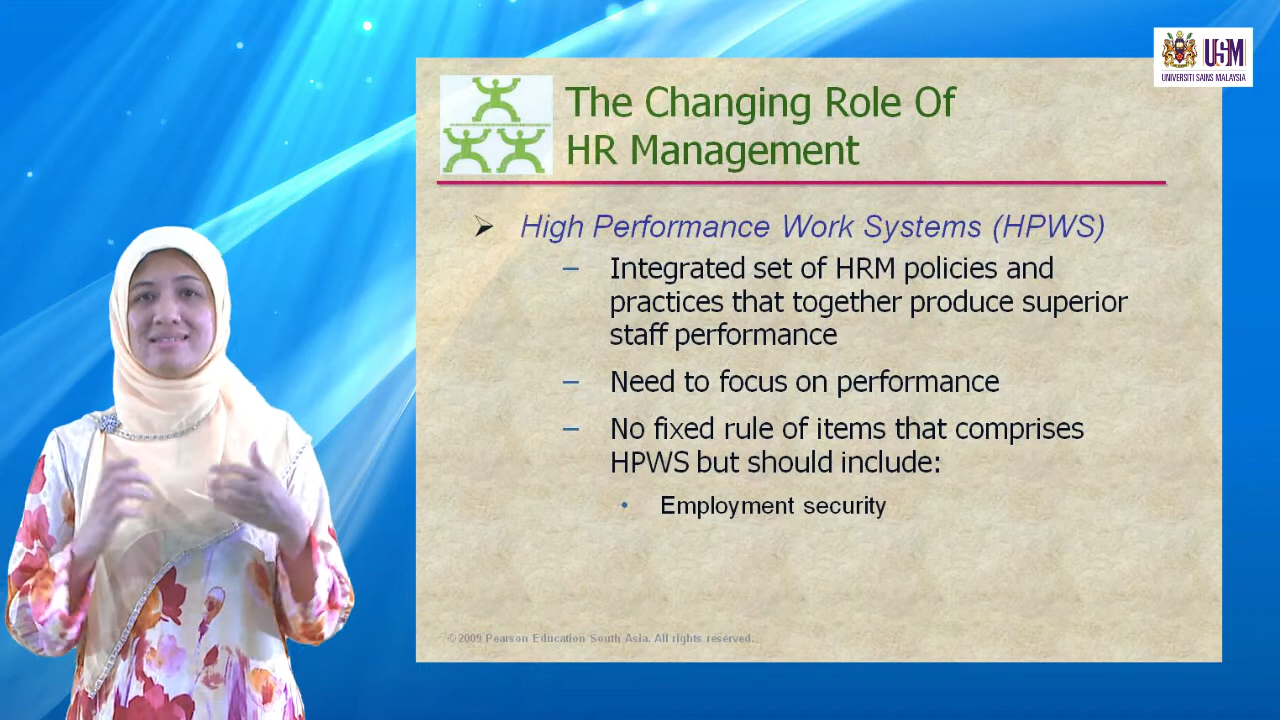 USM
UNIVERSITI SAINS MALAYSIA
The Changing Role Of
HR Management
➢ High Performance Work Systems (HPWS)
– Integrated set of HRM policies and
practices that together produce superior
staff performance
– Need to focus on performance
– No fixed rule of items that comprises
HPWS but should include:
• Employment security
©2009 Pearson Education South Asia. All rights reserved.